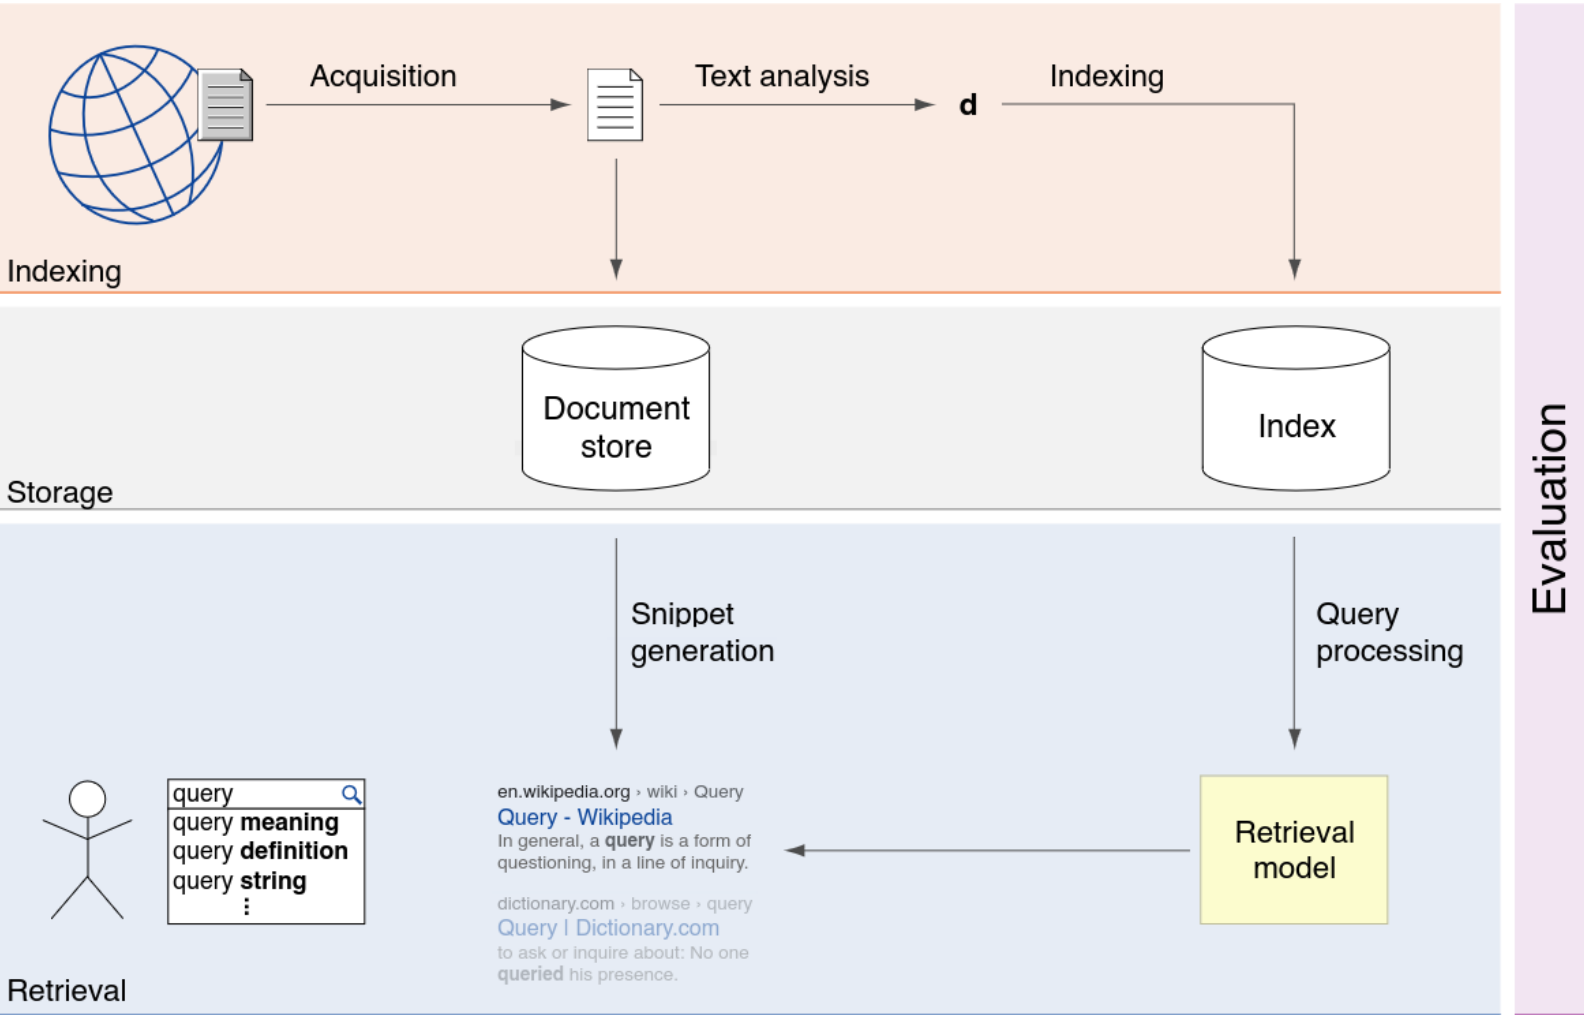 Acquisition
Text analysis
Indexing
d
Indexing
Document
store
Index
Storage
Evaluation
Snippet
generation
Query
processing
query
query meaning
query definition
query string
en.wikipedia.org › wiki › Query
Query - Wikipedia
In general, a query is a form of
questioning, in a line of inquiry.
dictionary.com › browse › query
Query | Dictionary.com
to ask or inquire about: No one
queried his presence.
Retrieval
model
Retrieval